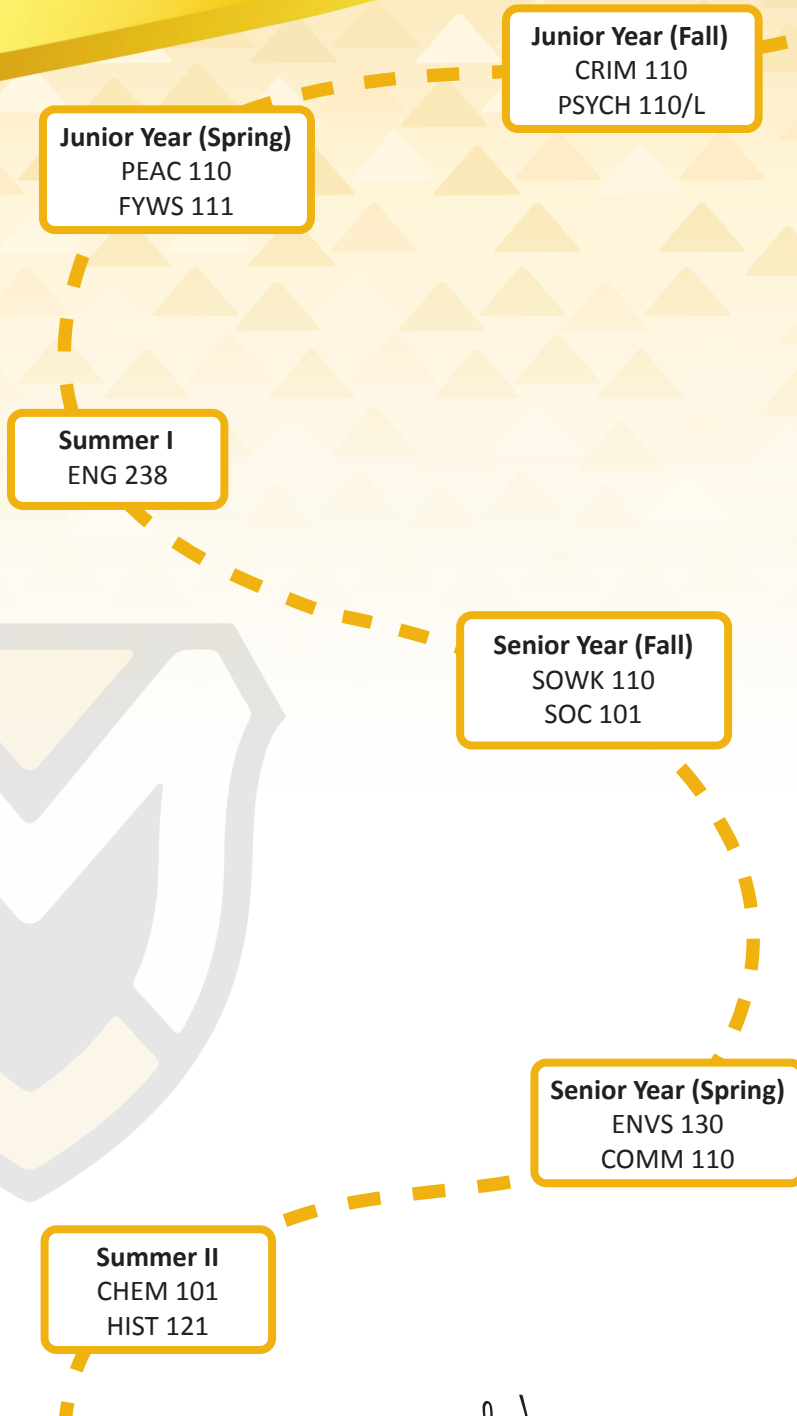 Junior Year (Fall)
CRIM 110
PSYCH 110/L
Junior Year (Spring)
PEAC 110
FYWS 111
Summer I
ENG 238
Senior Year (Fall)
SOWK 110
SOC 101
Senior Year (Spring)
ENVS 130
COMM 110
Summer II
CHEM 101
HIST 121